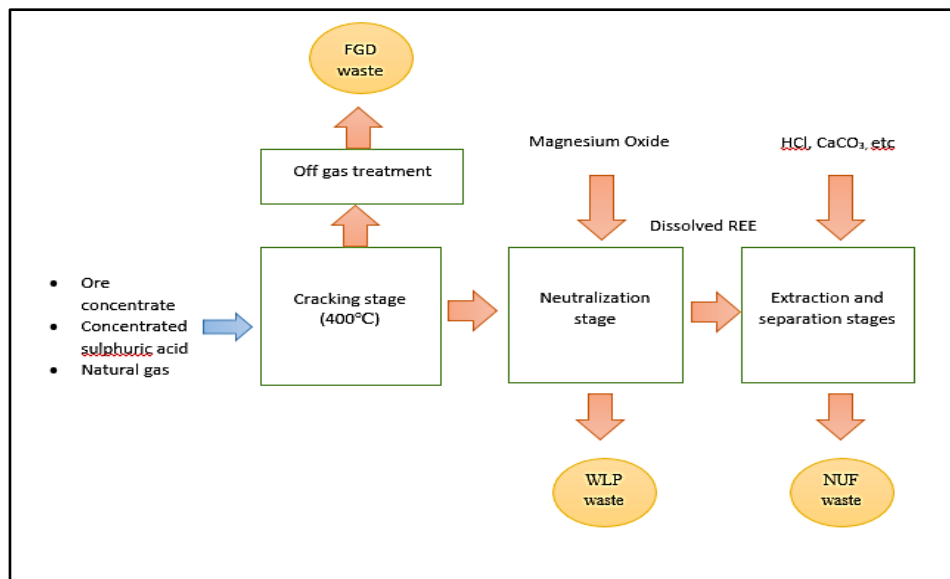 FGD
waste
Off gas treatment
Magnesium Oxide
HCl, CaCO₃, etc
Dissolved REE
• Ore
concentrate
• Concentrated
sulphuric acid
• Natural gas
Cracking stage
(400°C)
Neutralization
stage
Extraction and
separation stages
WLP
waste
NUF
waste